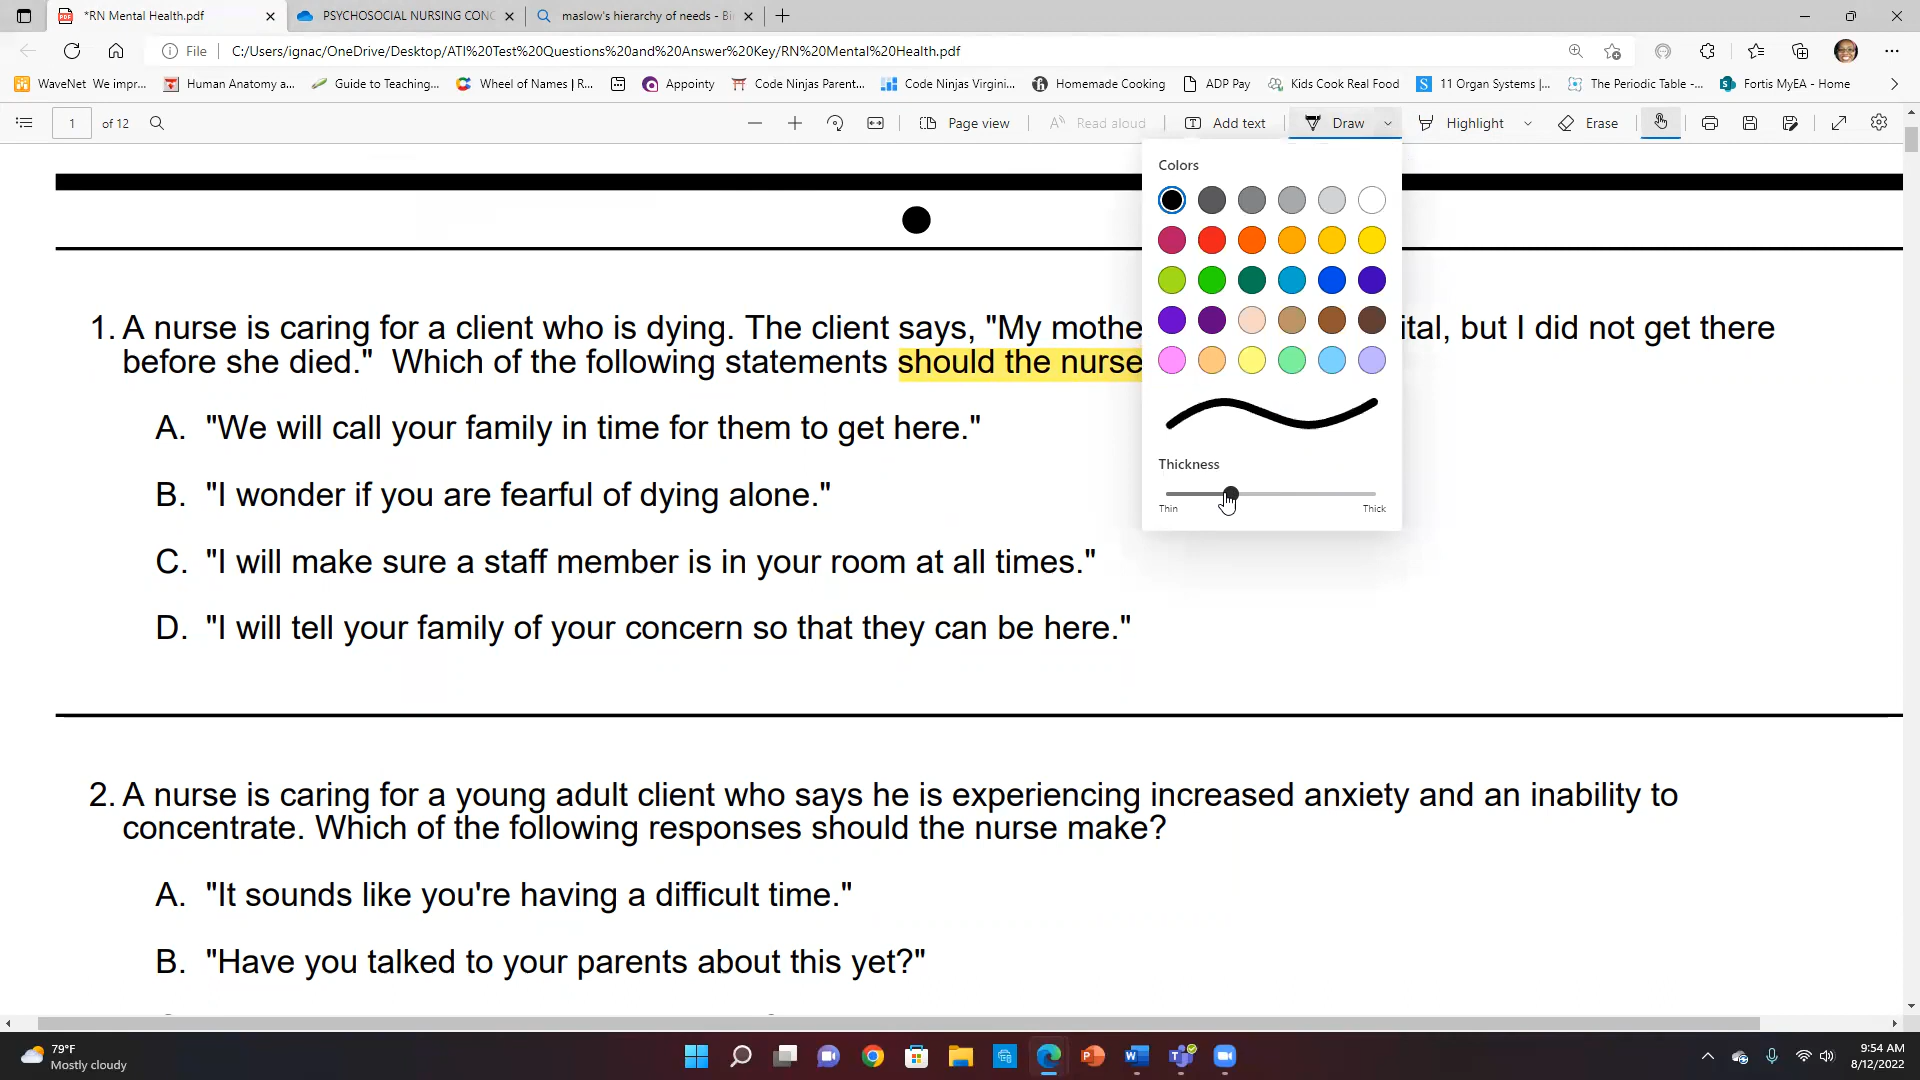 *RN Mental Health.pdf
PSYCHOSOCIAL NURSING CONC
maslow's hierarchy of needs - Bi
File
C:/Users/ignac/OneDrive/Desktop/ATI%20Test%20Questions%20and%20Answer%20Key/RN%20Mental%20Health.pdf
WaveNet We impr...
Human Anatomy a...
Guide to Teaching...
Wheel of Names | R...
Appointy
Code Ninjas Parent...
Code Ninjas Virgini...
Homemade Cooking
ADP Pay
Kids Cook Real Food
11 Organ Systems |...
The Periodic Table -...
Fortis MyEA - Home
1 of 12
Page view
Read aloud
Add text
Draw
Highlight
Erase
Colors
Thickness
Thin
Thick
1. A nurse is caring for a client who is dying. The client says, "My mothe ital, but I did not get there
before she died." Which of the following statements should the nurse
A. "We will call your family in time for them to get here."
B. "I wonder if you are fearful of dying alone."
C. "I will make sure a staff member is in your room at all times."
D. "I will tell your family of your concern so that they can be here."
2. A nurse is caring for a young adult client who says he is experiencing increased anxiety and an inability to
concentrate. Which of the following responses should the nurse make?
A. "It sounds like you're having a difficult time."
B. "Have you talked to your parents about this yet?"
79°F
Mostly cloudy
9:54 AM
8/12/2022